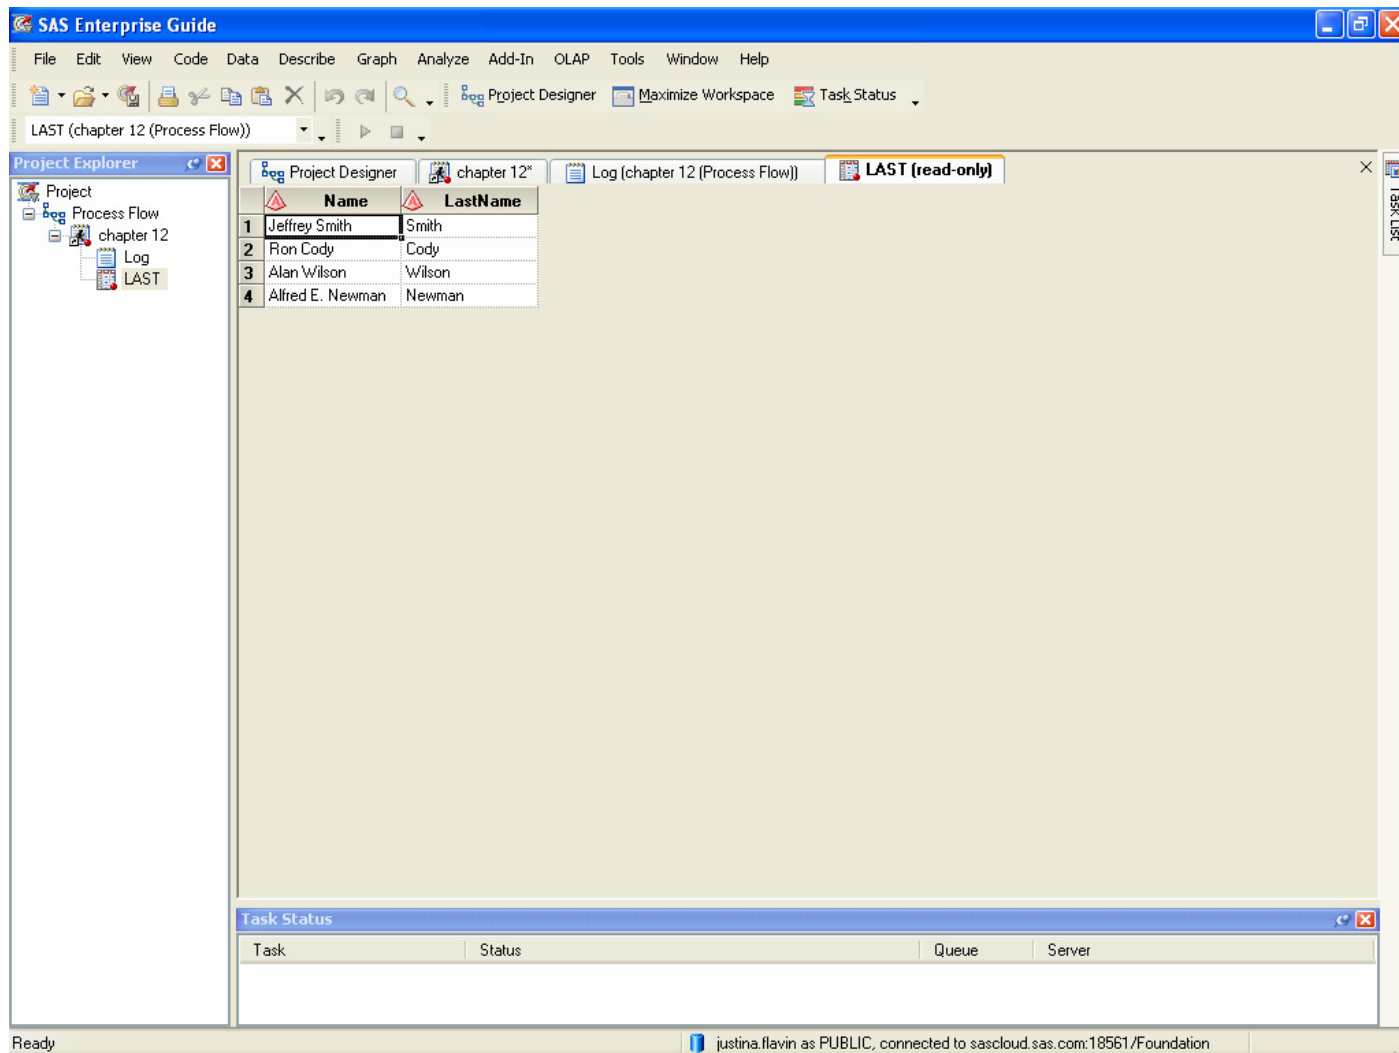 SAS Enterprise Guide
File Edit View Code Data Describe Graph Analyze Add-In OLAP Tools Window Help
Project Designer Maximize Workspace Task Status
LAST (chapter 12 (Process Flow))
Project Explorer
Project
Process Flow
chapter 12
Log
LAST
Project Designer chapter 12* Log (chapter 12 (Process Flow)) LAST (read-only)
Name LastName
1 Jeffrey Smith Smith
2 Ron Cody Cody
3 Alan Wilson Wilson
4 Alfred E. Newman Newman
Task List
Task Status
Task Status Queue Server
Ready justina.flavin as PUBLIC, connected to sascloud.sas.com:18561/Foundation